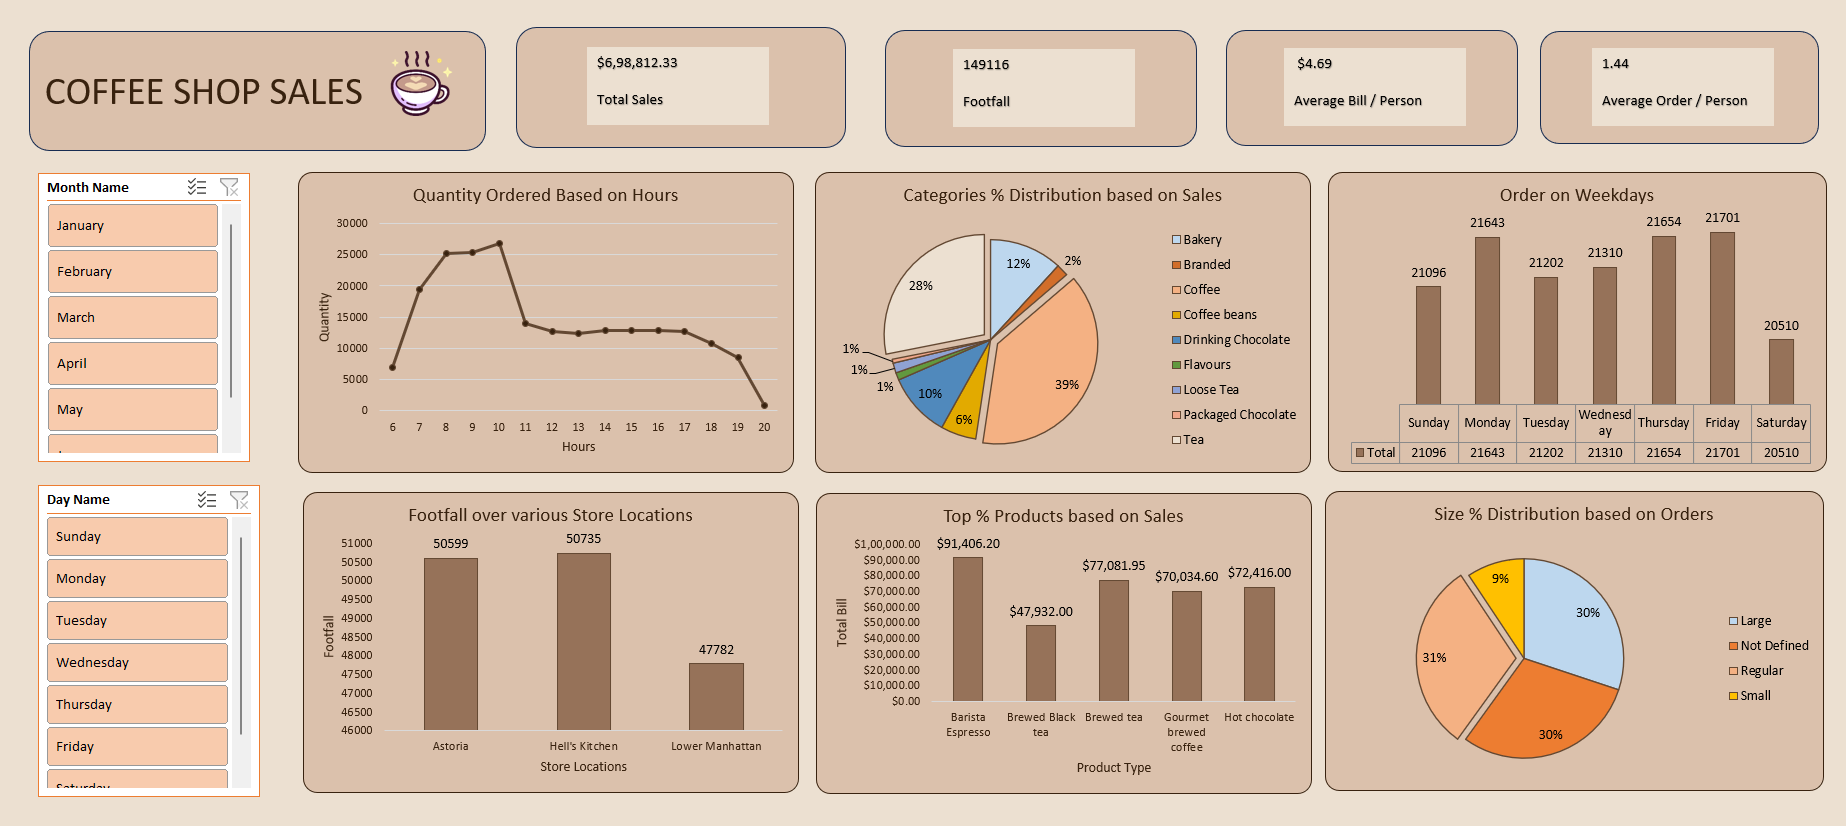 COFFEE SHOP SALES
$6,98,812.33
Total Sales
149116
Footfall
$4.69
Average Bill / Person
1.44
Average Order / Person
Month Name
January
February
March
April
May
Day Name
Sunday
Monday
Tuesday
Wednesday
Thursday
Friday
Saturday
Quantity Ordered Based on Hours
Quantity
30000
25000
20000
15000
10000
5000
0
6 7 8 9 10 11 12 13 14 15 16 17 18 19 20
Hours
Categories % Distribution based on Sales
12%
2%
39%
6%
10%
1%
1%
1%
28%
Bakery
Branded
Coffee
Coffee beans
Drinking Chocolate
Flavours
Loose Tea
Packaged Chocolate
Tea
Order on Weekdays
21096 21643 21202 21310 21654 21701 20510
Sunday Monday Tuesday Wednesd
ay Thursday Friday Saturday
Total 21096 21643 21202 21310 21654 21701 20510
Footfall over various Store Locations
Footfall
51000
50500
50000
49500
49000
48500
48000
47500
47000
46500
46000
50599 50735 47782
Astoria Hell's Kitchen Lower Manhattan
Store Locations
Top % Products based on Sales
Total Bill
$1,00,000.00
$90,000.00
$80,000.00
$70,000.00
$60,000.00
$50,000.00
$40,000.00
$30,000.00
$20,000.00
$10,000.00
$0.00
$91,406.20 $47,932.00 $77,081.95 $70,034.60 $72,416.00
Barista
Espresso
Brewed Black
tea
Brewed tea
Gourmet
brewed
coffee
Hot chocolate
Product Type
Size % Distribution based on Orders
30%
30%
31%
9%
Large
Not Defined
Regular
Small